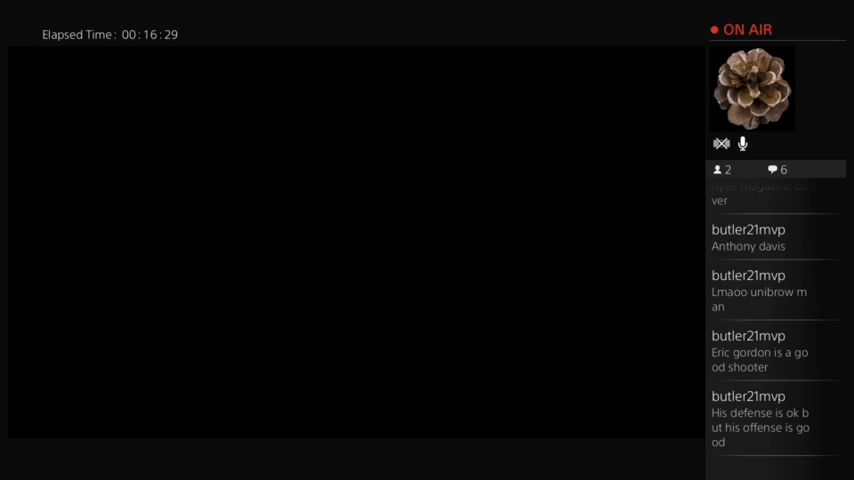 Elapsed Time: 00:16:29
ON AIR
2 6
ver
butler21mvp
Anthony davis
butler21mvp
Lmaoo unibrow m
an
butler21mvp
Eric gordon is a go
od shooter
butler21mvp
His defense is ok b
ut his offense is go
od